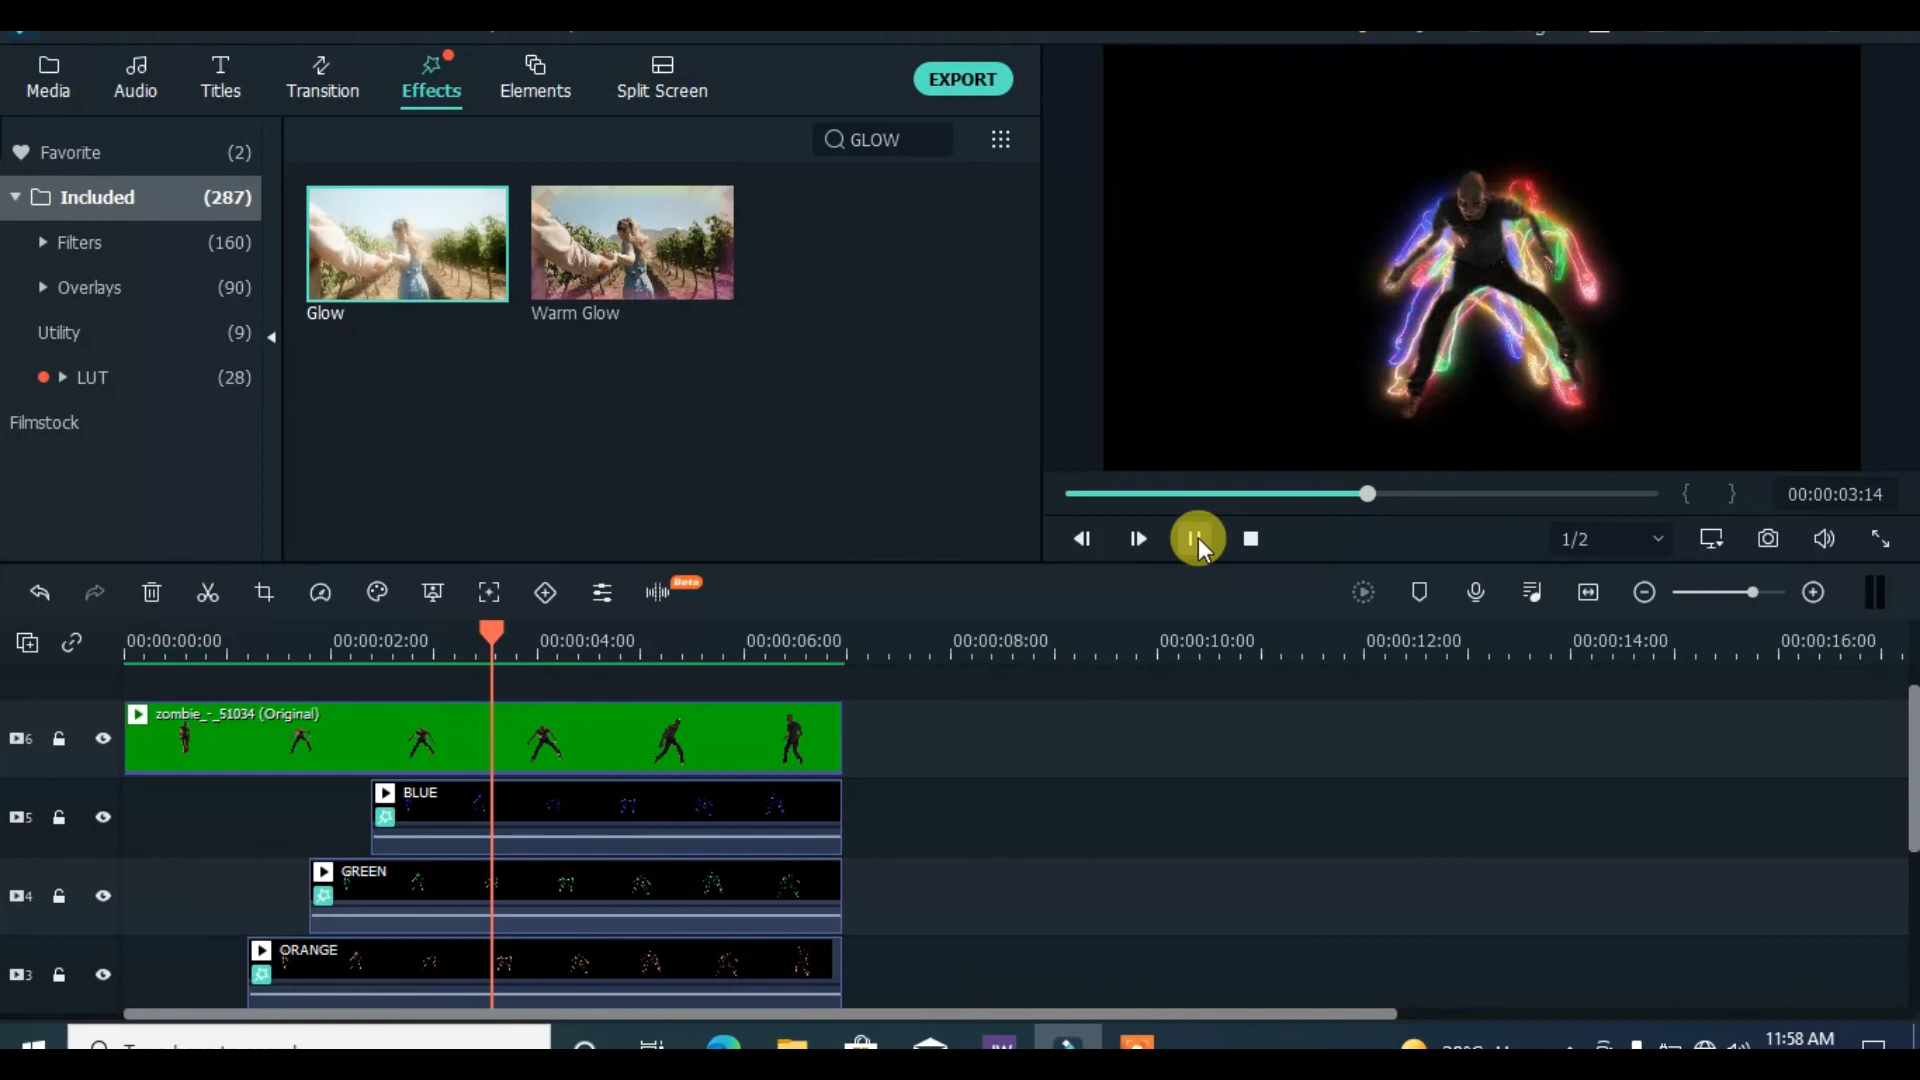 Media
Audio
Titles
Transition
Effects
Elements
Split Screen
EXPORT
Favorite (2)
Included (287)
Filters (160)
Overlays (90)
Utility (9)
LUT (28)
Filmstock
GLOW
Glow
Warm Glow
00:00:03:14
1/2
Beta
00:00:00:00
00:00:02:00
00:00:04:00
00:00:06:00
00:00:08:00
00:00:10:00
00:00:12:00
00:00:14:00
00:00:16:00
6
zombie_-_51034 (Original)
5
BLUE
4
GREEN
3
ORANGE
11:58 AM